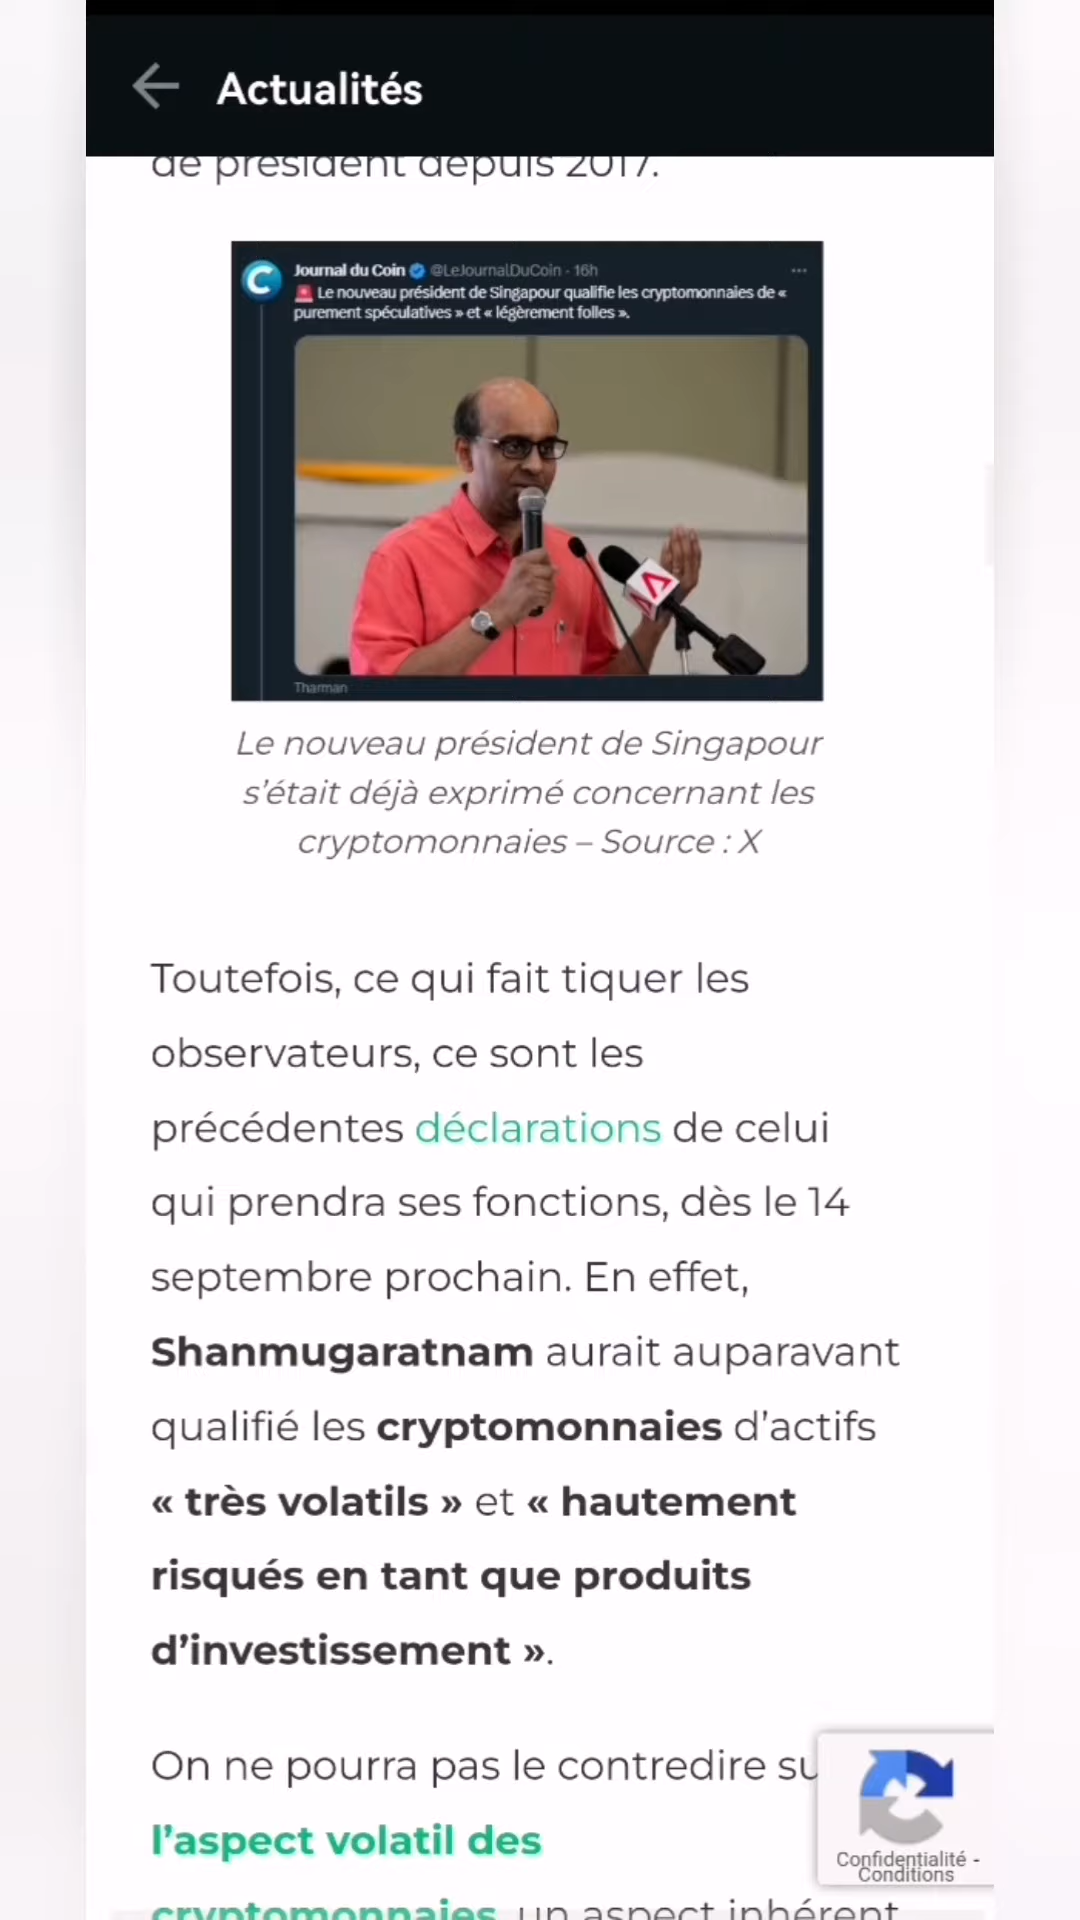 Actualités
de président depuis 2017.
Journal du Coin @LeJournalDuCoin - 16h
🚨 Le nouveau président de Singapour qualifie les cryptomonnaies de «
purement spéculatives » et « légèrement folles ».
Tharman
Le nouveau président de Singapour
s’était déjà exprimé concernant les
cryptomonnaies – Source : X
Toutefois, ce qui fait tiquer les
observateurs, ce sont les
précédentes déclarations de celui
qui prendra ses fonctions, dès le 14
septembre prochain. En effet,
Shanmugaratnam aurait auparavant
qualifié les cryptomonnaies d’actifs
« très volatils » et « hautement
risqués en tant que produits
d’investissement ».
On ne pourra pas le contredire su
l’aspect volatil des
cryptomonnaies, un aspect inhérent
Confidentialité -
Conditions